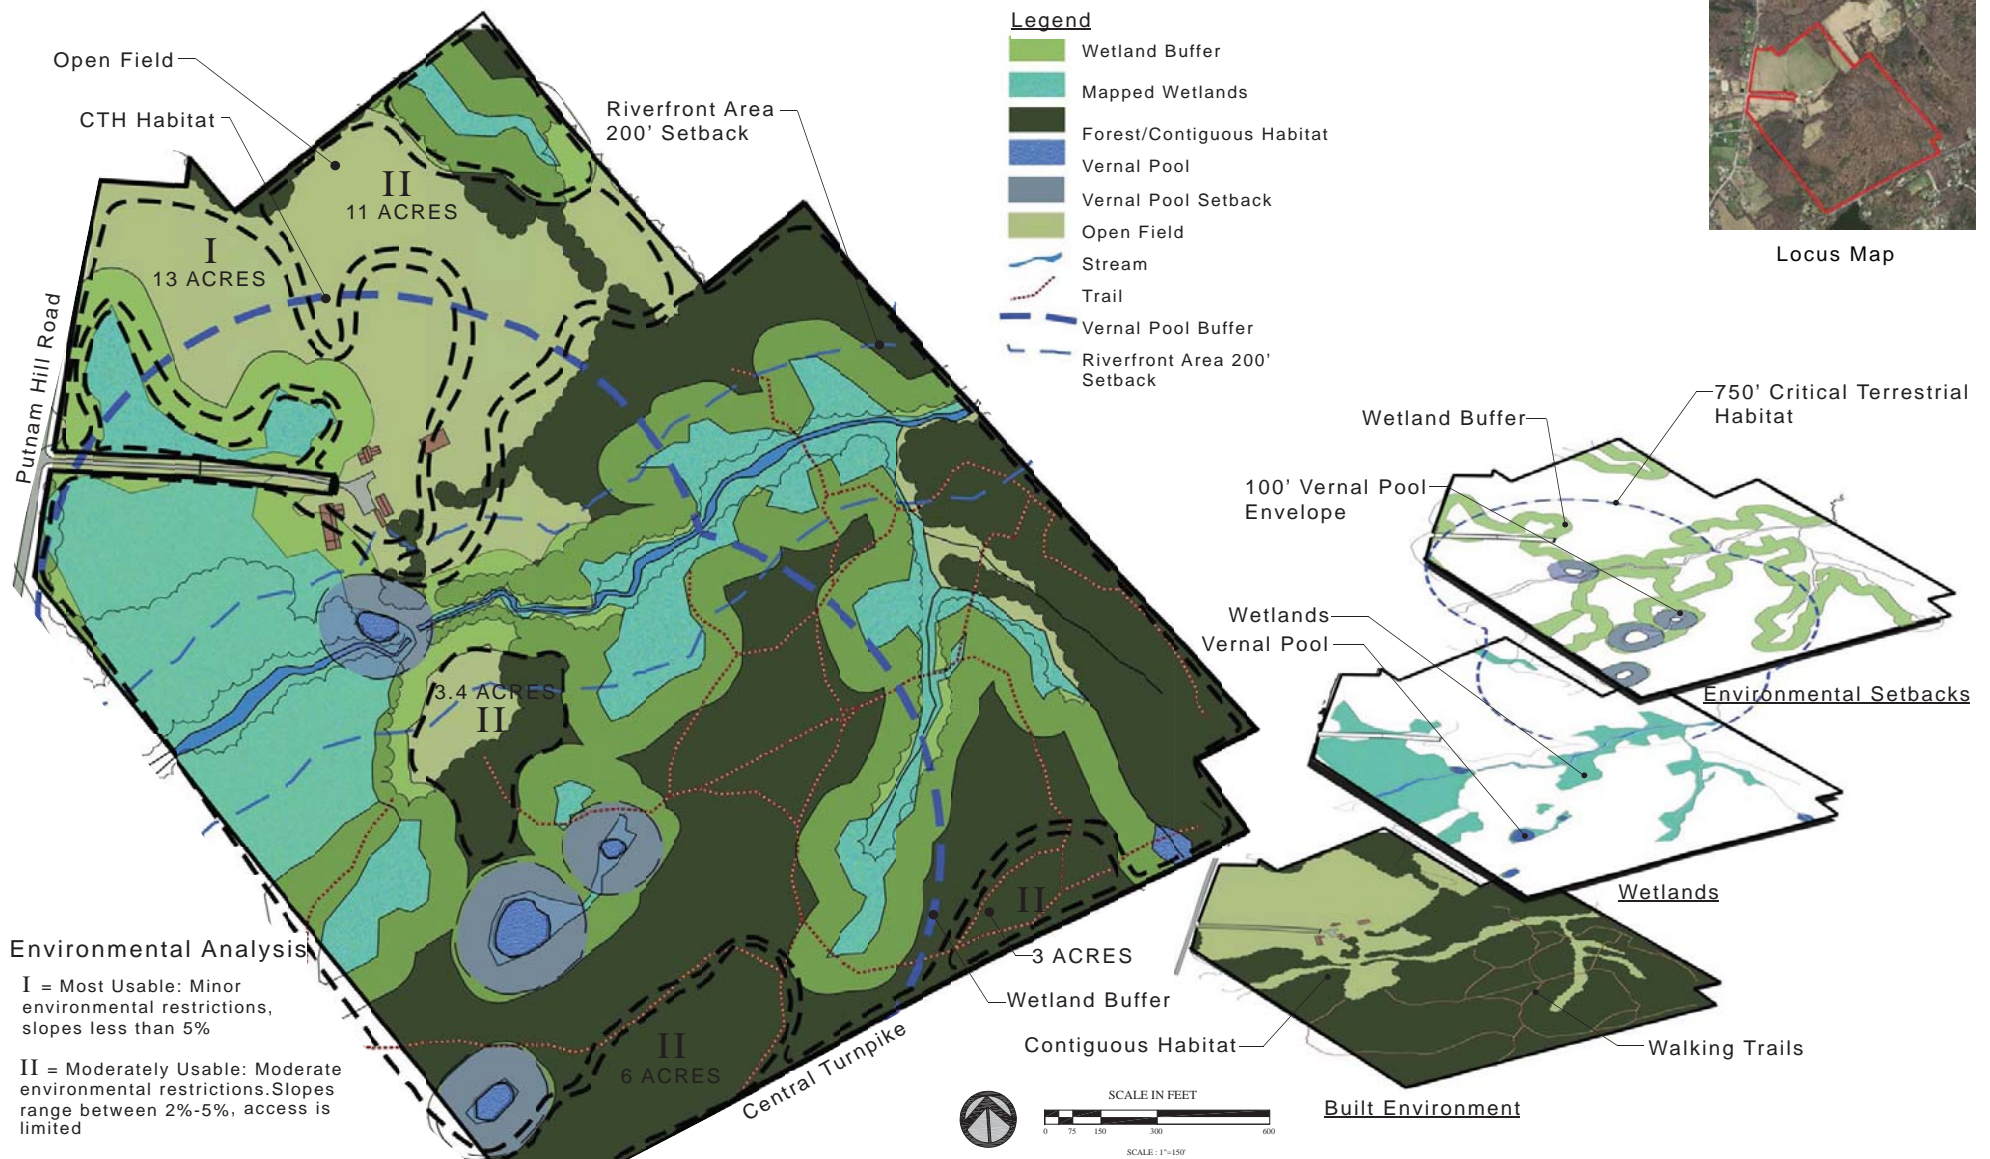 Open Field
CTH Habitat
Riverfront Area
200' Setback
II
11 ACRES
I
13 ACRES
Putnam Hill Road
3.4 ACRES
II
II
3 ACRES
Wetland Buffer
II
6 ACRES
Central Turnpike
Environmental Analysis
I = Most Usable: Minor
environmental restrictions,
slopes less than 5%
II = Moderately Usable: Moderate
environmental restrictions.Slopes
range between 2%-5%, access is
limited
Legend
Wetland Buffer
Mapped Wetlands
Forest/Contiguous Habitat
Vernal Pool
Vernal Pool Setback
Open Field
Stream
Trail
Vernal Pool Buffer
Riverfront Area 200'
Setback
Locus Map
750' Critical Terrestrial
Habitat
Wetland Buffer
100' Vernal Pool
Envelope
Environmental Setbacks
Wetlands
Vernal Pool
Wetlands
Contiguous Habitat
Walking Trails
Built Environment
SCALE IN FEET
0 75 150 300 600
SCALE : 1"=150'